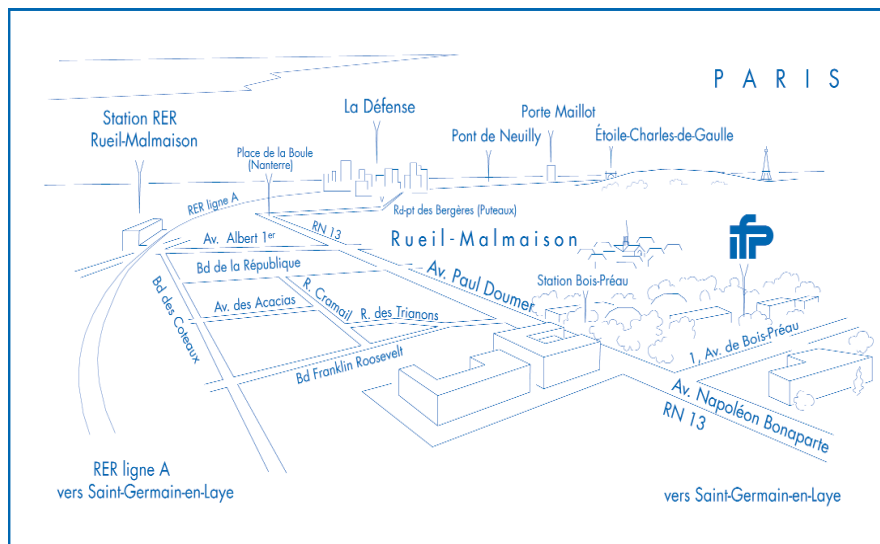 PARIS
La Défense
Porte Maillot
Station RER
Rueil-Malmaison
Pont de Neuilly
Étoile-Charles-de-Gaulle
Place de la Boule
(Nanterre)
RER ligne A
Rd-pt des Bergères (Puteaux)
RN 13
Av. Albert 1er
Rueil-Malmaison
ifp
Bd de la République
Av. Paul Doumer
Station Bois-Préau
Bd des Coteaux
Av. des Acacias
R. Cramail
R. des Trianons
1, Av. de Bois-Préau
Bd Franklin Roosevelt
Av. Napoléon Bonaparte
RN 13
RER ligne A
vers Saint-Germain-en-Laye
vers Saint-Germain-en-Laye